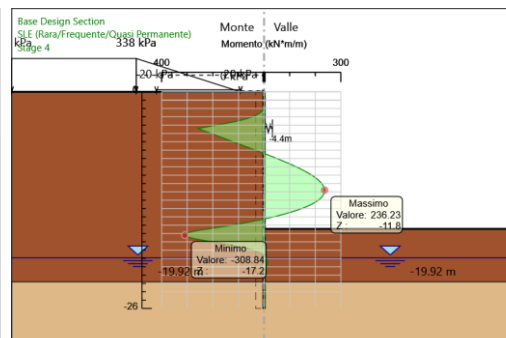 Base Design Section
SLE (Rara/Frequente/Quasi Permanente)
Stage 4
Monte Valle
kPa 338 kPa Momento (kN*m/m)
400 300
20 kPa
-4.4m
Massimo
Valore: 236.23
Z : -11.8
Minimo
Valore: -308.84
Z : -17.2
-19.92 m -19.92 m
-26